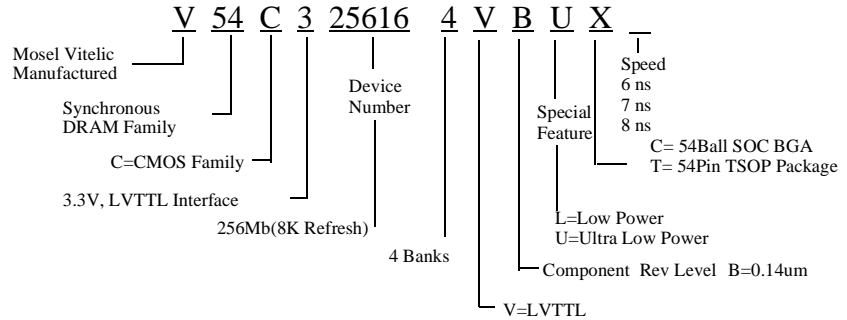 V 54 C 3 25616 4 V B U X
Mosel Vitelic
Manufactured
Synchronous
DRAM Family
C=CMOS Family
3.3V, LVTTL Interface
Device
Number
256Mb(8K Refresh)
4 Banks
V=LVTTL
Component Rev Level B=0.14um
Special
Feature
L=Low Power
U=Ultra Low Power
Speed
6 ns
7 ns
8 ns
C= 54Ball SOC BGA
T= 54Pin TSOP Package